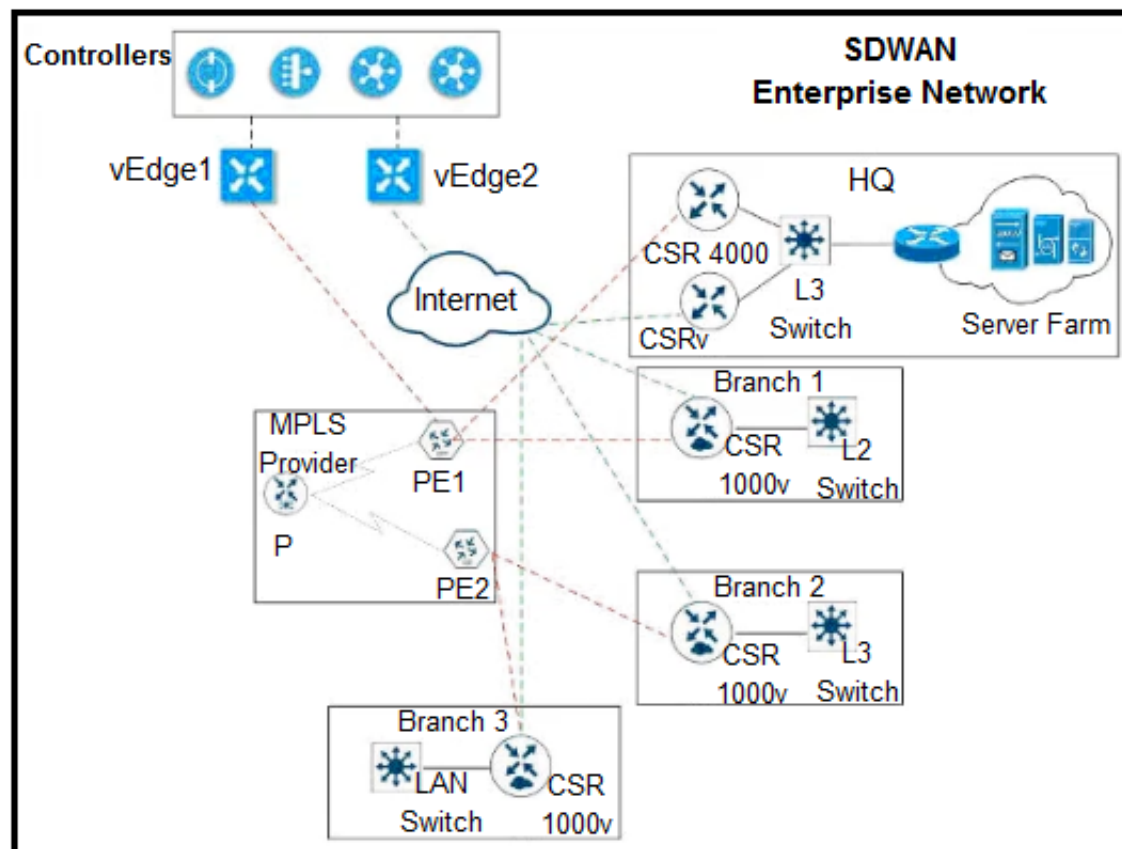 Controllers
SDWAN
Enterprise Network
vEdge1
vEdge2
HQ
CSR 4000
Internet
L3
Switch
CSRv
Server Farm
Branch 1
CSR
1000v
L2
Switch
MPLS
Provider
PE1
P
PE2
Branch 2
CSR
1000v
L3
Switch
Branch 3
LAN
Switch
CSR
1000v